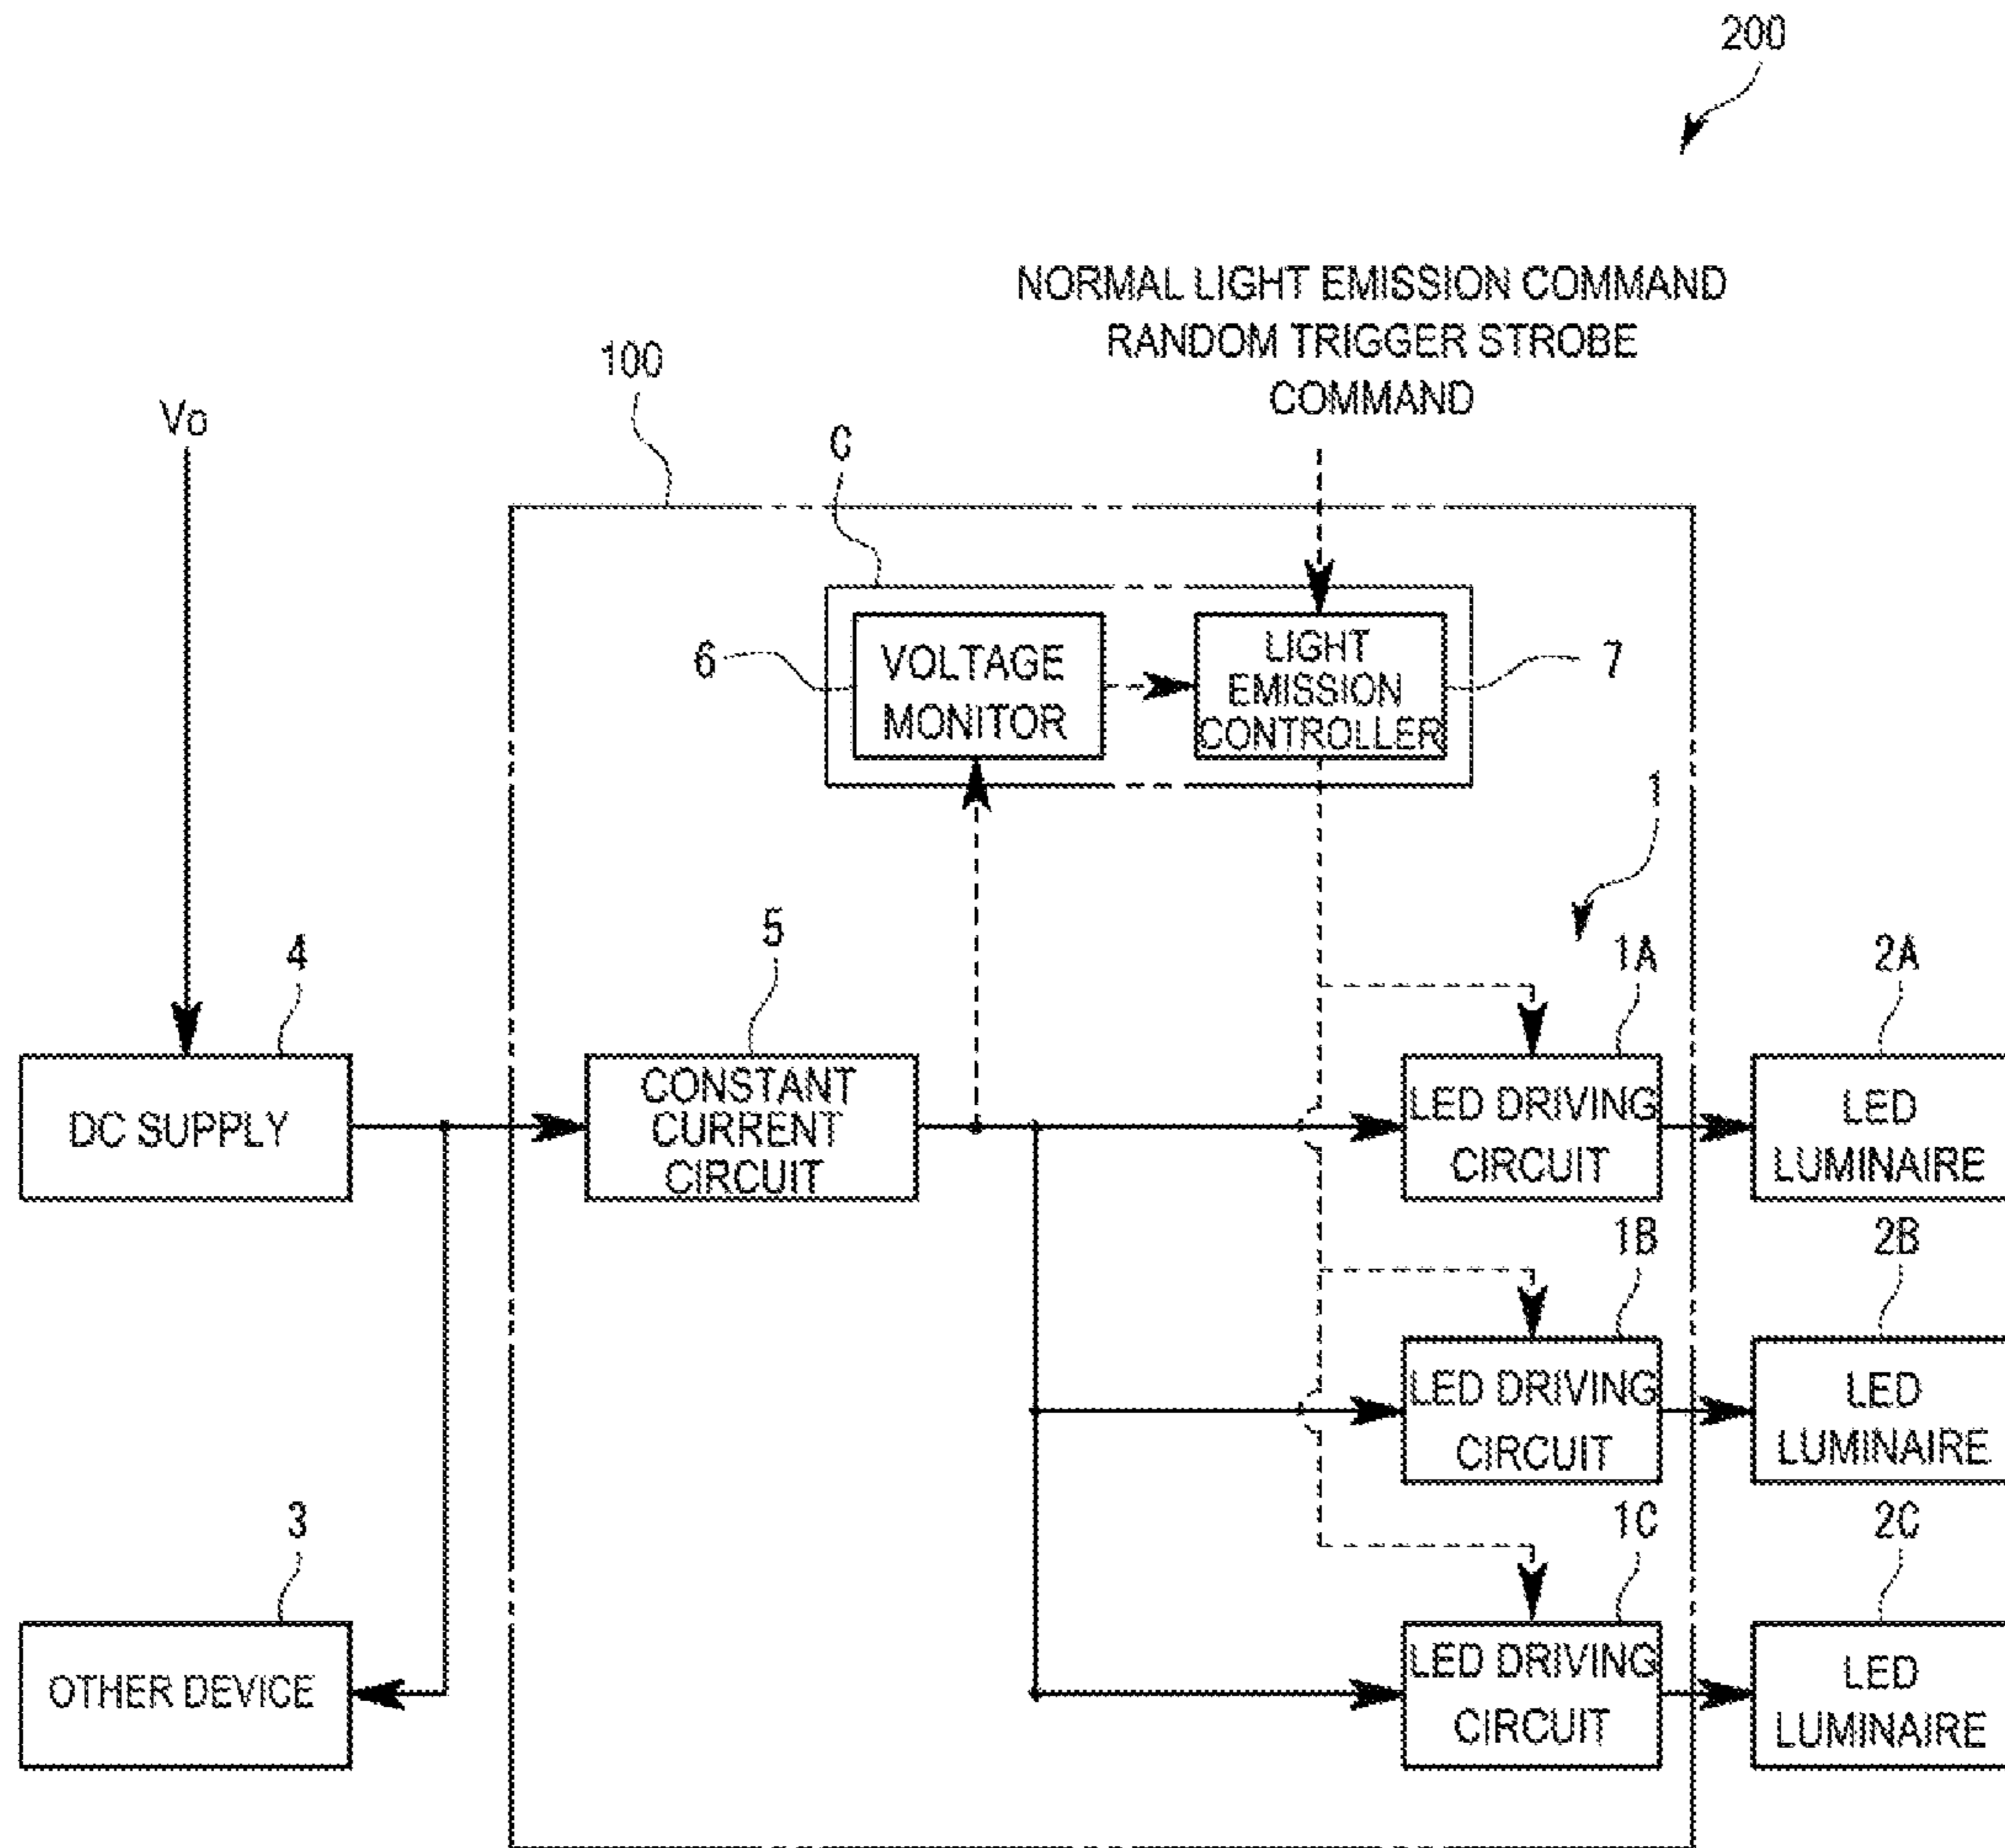 200
NORMAL LIGHT EMISSION COMMAND
RANDOM TRIGGER STROBE
COMMAND
100
Vo
C
6
VOLTAGE
MONITOR
LIGHT
EMISSION
CONTROLLER
7
1
4
5
1A
2A
DC SUPPLY
CONSTANT
CURRENT
CIRCUIT
LED DRIVING
CIRCUIT
LED
LUMINAIRE
1B
2B
LED DRIVING
CIRCUIT
LED
LUMINAIRE
3
1C
2C
OTHER DEVICE
LED DRIVING
CIRCUIT
LED
LUMINAIRE